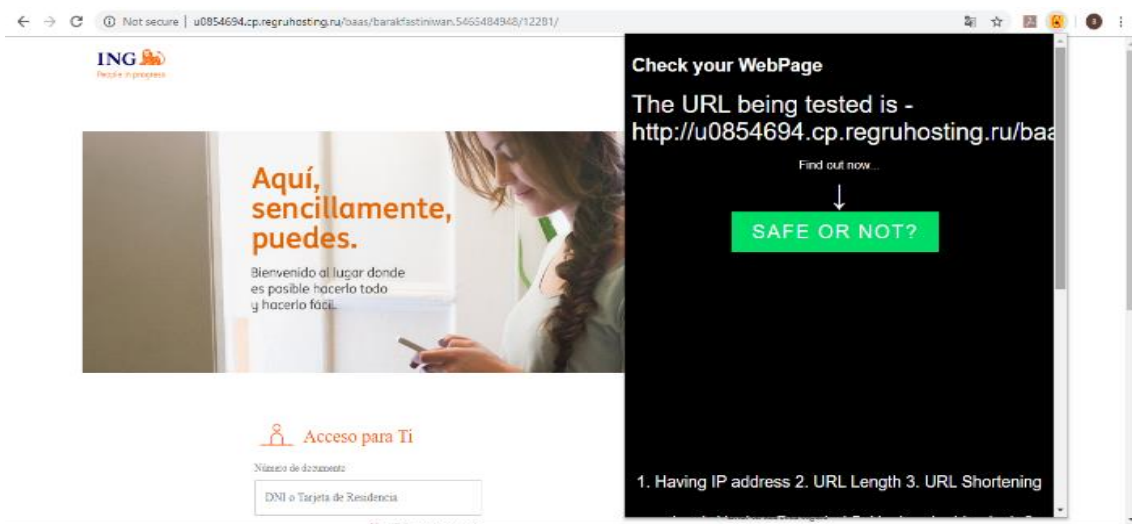 Not secure | u0854694.cp.regruhosting.ru/baas/barakfastiniwan.5465484948/12281/
ING
People in progress
Aquí,
sencillamente,
puedes.
Bienvenido al lugar donde
es posible hacerlo todo
y hacerlo fácil.
Acceso para Ti
Número de documento
DNI o Tarjeta de Residencia
Check your WebPage
The URL being tested is -
http://u0854694.cp.regruhosting.ru/baa
Find out now...
↓
SAFE OR NOT?
1. Having IP address 2. URL Length 3. URL Shortening